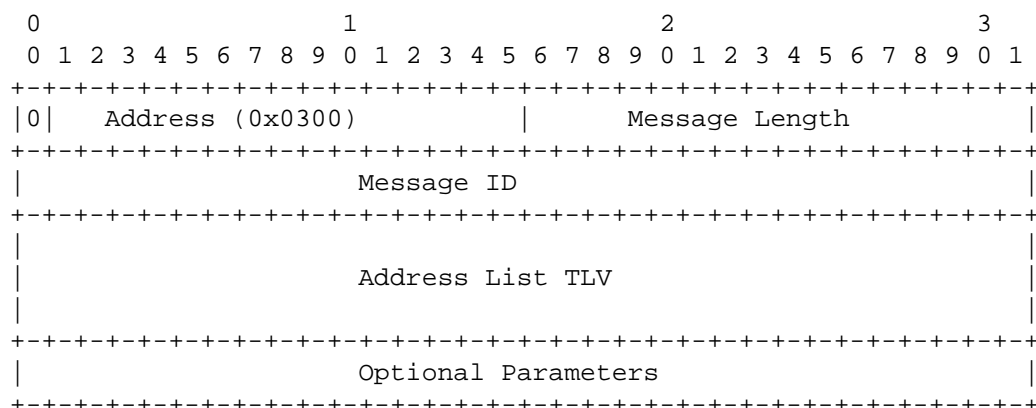 0                   1                   2                   3
 0 1 2 3 4 5 6 7 8 9 0 1 2 3 4 5 6 7 8 9 0 1 2 3 4 5 6 7 8 9 0 1
+-+-+-+-+-+-+-+-+-+-+-+-+-+-+-+-+-+-+-+-+-+-+-+-+-+-+-+-+-+-+-+-+
|0|   Address (0x0300)          |      Message Length           |
+-+-+-+-+-+-+-+-+-+-+-+-+-+-+-+-+-+-+-+-+-+-+-+-+-+-+-+-+-+-+-+-+
|                     Message ID                                |
+-+-+-+-+-+-+-+-+-+-+-+-+-+-+-+-+-+-+-+-+-+-+-+-+-+-+-+-+-+-+-+-+
|                                                               |
|                     Address List TLV                          |
|                                                               |
+-+-+-+-+-+-+-+-+-+-+-+-+-+-+-+-+-+-+-+-+-+-+-+-+-+-+-+-+-+-+-+-+
|                     Optional Parameters                       |
+-+-+-+-+-+-+-+-+-+-+-+-+-+-+-+-+-+-+-+-+-+-+-+-+-+-+-+-+-+-+-+-+